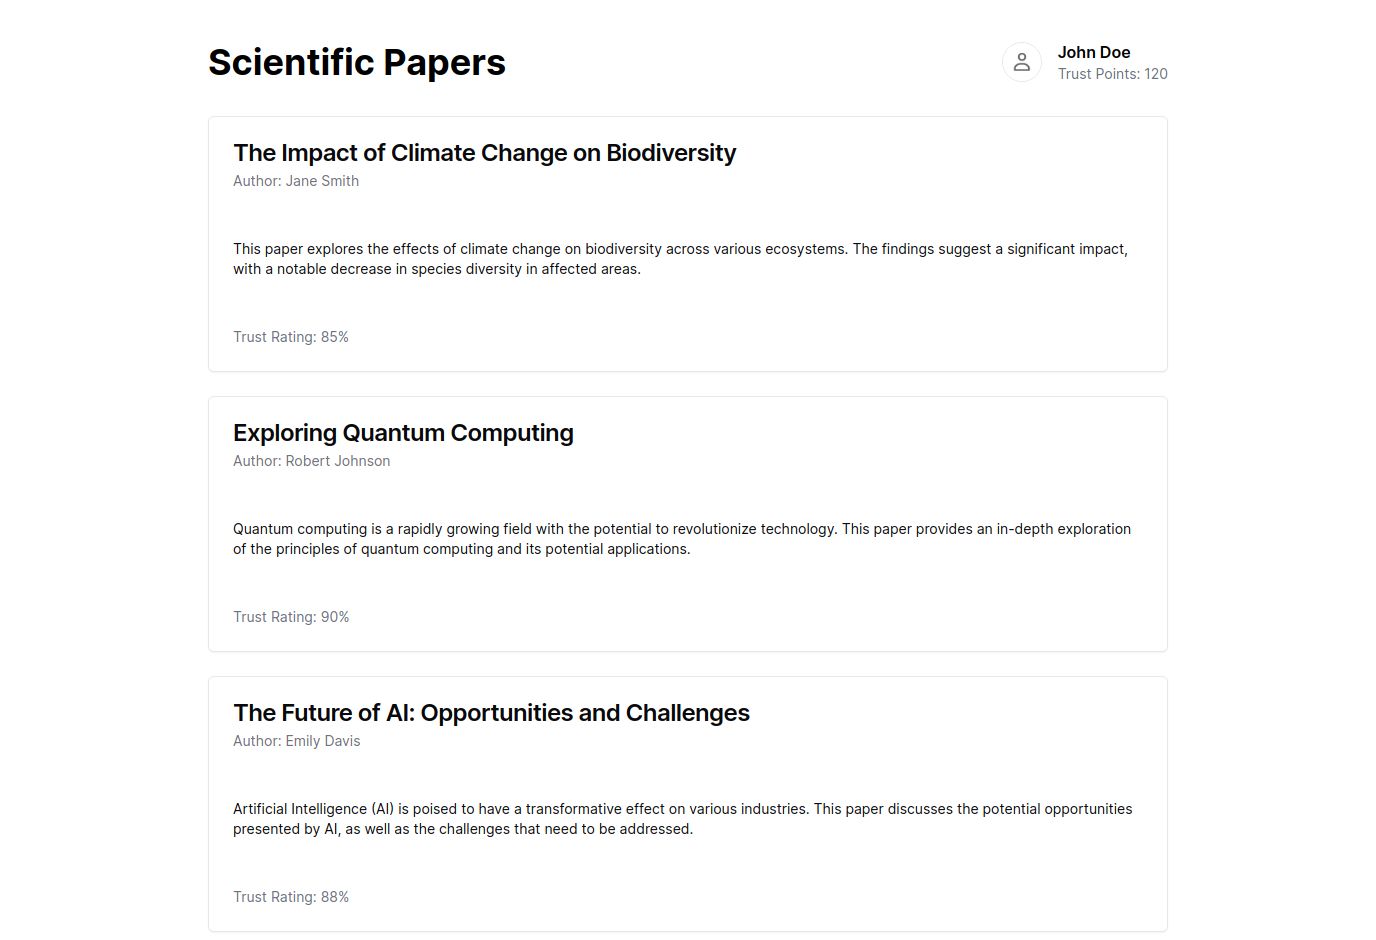 Scientific Papers
John Doe
Trust Points: 120
The Impact of Climate Change on Biodiversity
Author: Jane Smith
This paper explores the effects of climate change on biodiversity across various ecosystems. The findings suggest a significant impact,
with a notable decrease in species diversity in affected areas.
Trust Rating: 85%
Exploring Quantum Computing
Author: Robert Johnson
Quantum computing is a rapidly growing field with the potential to revolutionize technology. This paper provides an in-depth exploration
of the principles of quantum computing and its potential applications.
Trust Rating: 90%
The Future of AI: Opportunities and Challenges
Author: Emily Davis
Artificial Intelligence (AI) is poised to have a transformative effect on various industries. This paper discusses the potential opportunities
presented by AI, as well as the challenges that need to be addressed.
Trust Rating: 88%